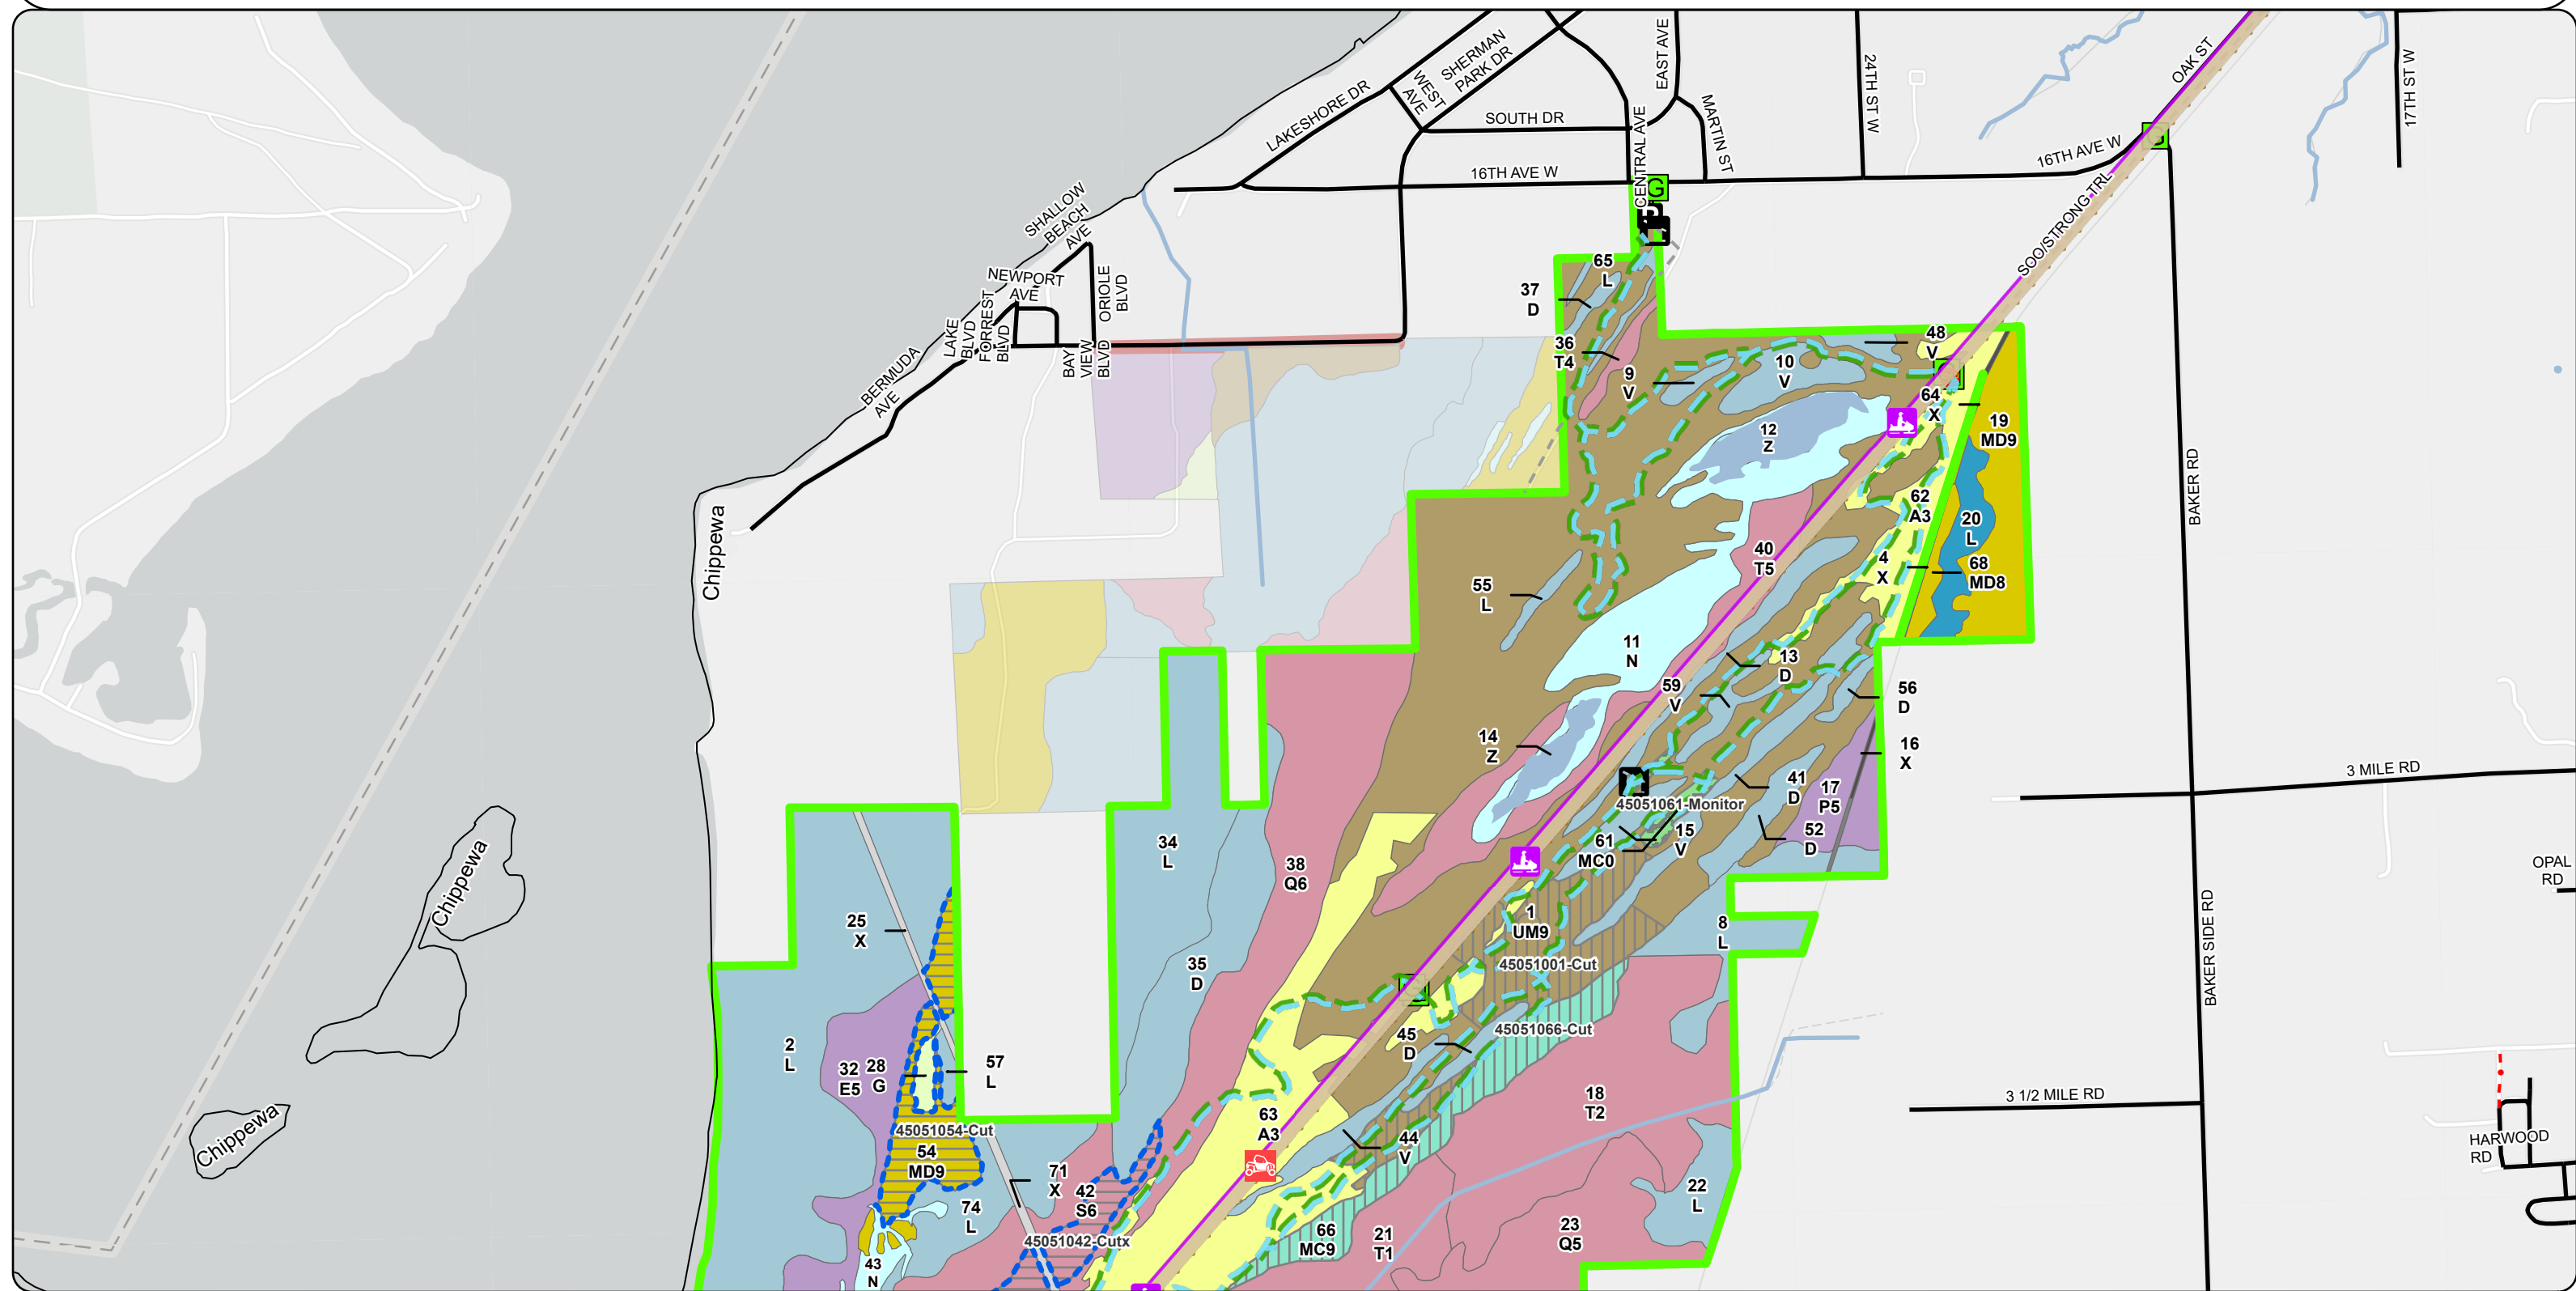 EAST AVE
SHERMAN
PARK DR
WEST
AVE
LAKESHORE DR
SOUTH DR
CENTRAL AVE
MARTIN ST
24TH ST W
OAK ST
17TH ST W
16TH AVE W
16TH AVE W
G
G
SOO/STRONG TRL
SHALLOW
BEACH
AVE
NEWPORT
AVE
ORIOLE
BLVD
LAKE
BLVD
FORREST
BLVD
BAY
VIEW
BLVD
BERMUDA
AVE
Chippewa
Chippewa
Chippewa
65
L
37
D
36
T4
9
V
10
V
48
V
64
X
19
MD9
12
Z
62
A3
20
L
68
MD8
4
X
40
T5
55
L
11
N
13
D
59
V
56
D
14
Z
16
X
41
D
17
P5
45051061-Monitor
15
V
52
D
61
MC0
BAKER RD
3 MILE RD
OPAL
RD
BAKER SIDE RD
3 1/2 MILE RD
HARWOOD
RD
34
L
38
Q6
25
X
35
D
1
UM9
8
L
45051001-Cut
45051066-Cut
45
D
2
L
32
E5
28
G
57
L
45051054-Cut
54
MD9
63
A3
18
T2
44
V
71
X
42
S6
74
L
22
L
45051042-Cutx
66
MC9
21
T1
23
Q5
43
N